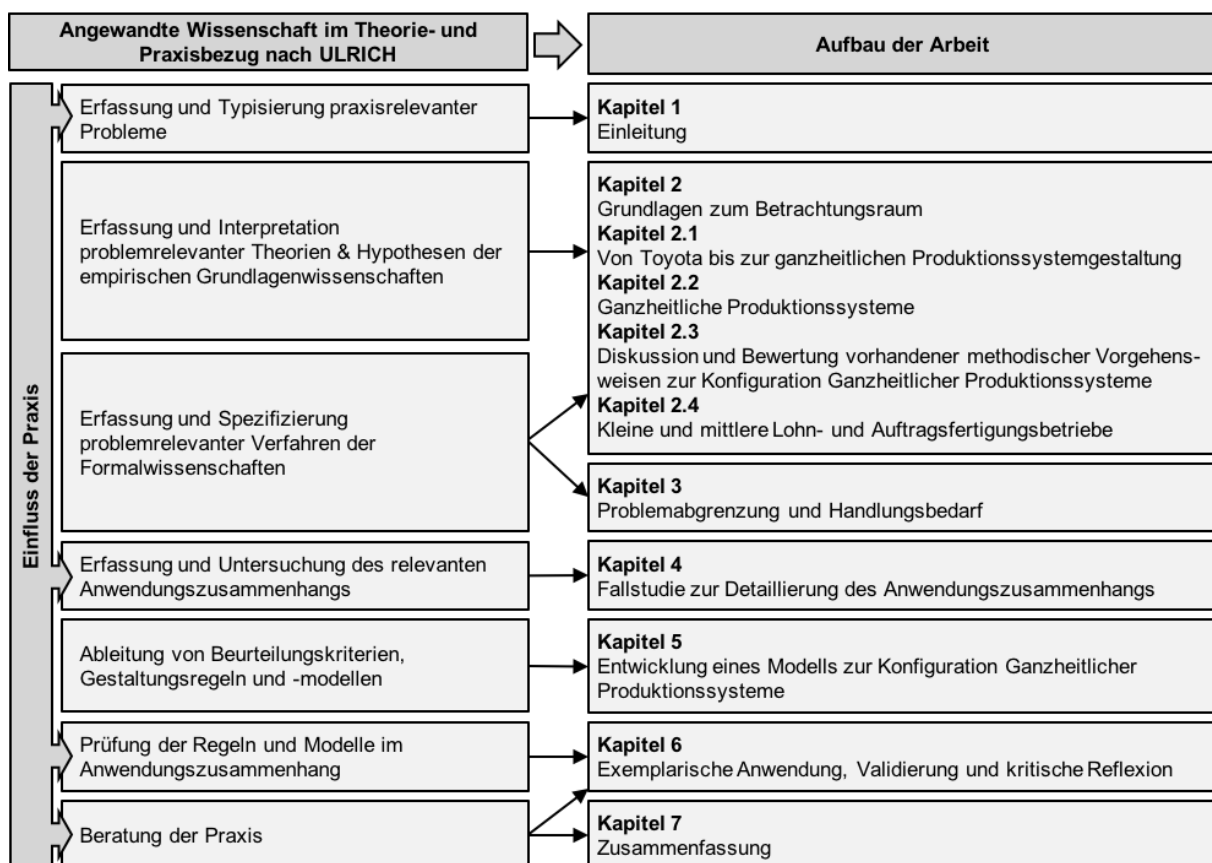 Angewandte Wissenschaft im Theorie- und
Praxisbezug nach ULRICH
Aufbau der Arbeit
Einfluss der Praxis
Erfassung und Typisierung praxisrelevanter
Probleme
Kapitel 1
Einleitung
Erfassung und Interpretation
problemrelevanter Theorien & Hypothesen der
empirischen Grundlagenwissenschaften
Kapitel 2
Grundlagen zum Betrachtungsraum
Kapitel 2.1
Von Toyota bis zur ganzheitlichen Produktionssystemgestaltung
Kapitel 2.2
Ganzheitliche Produktionssysteme
Kapitel 2.3
Diskussion und Bewertung vorhandener methodischer Vorgehens-
weisen zur Konfiguration Ganzheitlicher Produktionssysteme
Kapitel 2.4
Kleine und mittlere Lohn- und Auftragsfertigungsbetriebe
Erfassung und Spezifizierung
problemrelevanter Verfahren der
Formalwissenschaften
Kapitel 3
Problemabgrenzung und Handlungsbedarf
Erfassung und Untersuchung des relevanten
Anwendungszusammenhangs
Kapitel 4
Fallstudie zur Detaillierung des Anwendungszusammenhangs
Ableitung von Beurteilungskriterien,
Gestaltungsregeln und -modellen
Kapitel 5
Entwicklung eines Modells zur Konfiguration Ganzheitlicher
Produktionssysteme
Prüfung der Regeln und Modelle im
Anwendungszusammenhang
Kapitel 6
Exemplarische Anwendung, Validierung und kritische Reflexion
Beratung der Praxis
Kapitel 7
Zusammenfassung